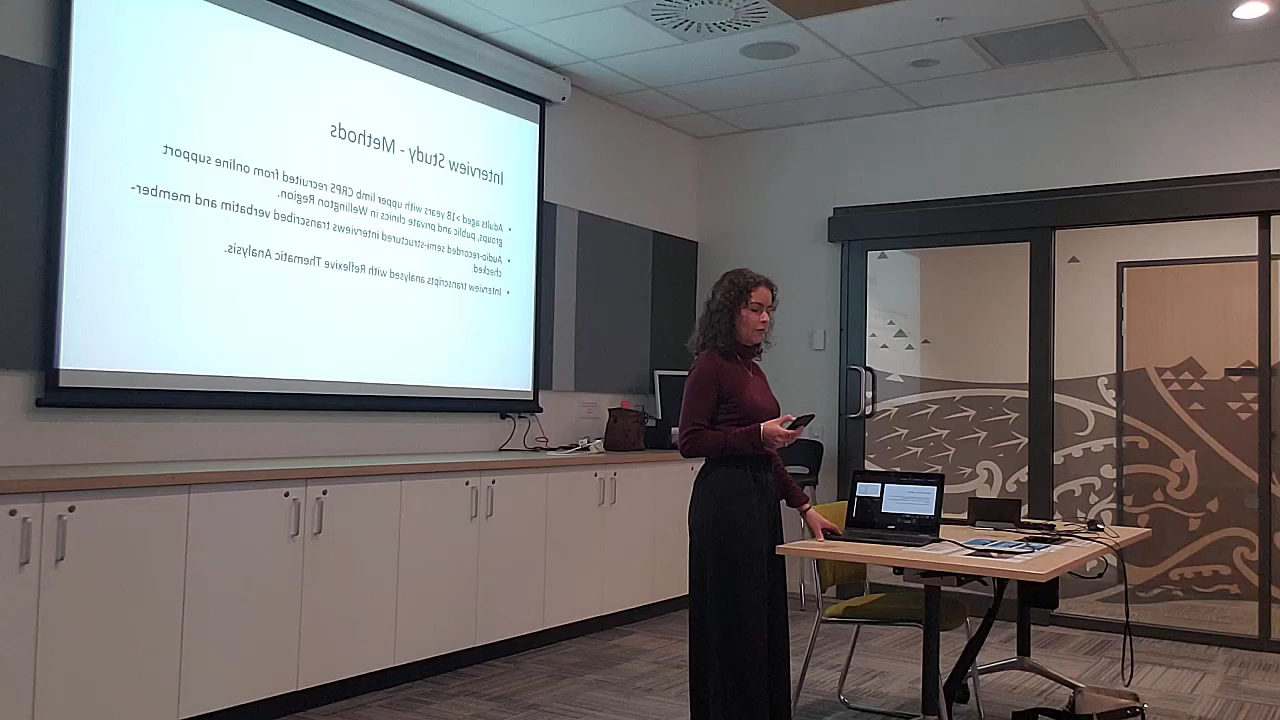 Interview Study - Methods
• Adults aged >18 years with upper limb CRPS recruited from online support
groups, public and private clinics in Wellington Region.
• Audio-recorded semi-structured interviews transcribed verbatim and member-
checked
• Interview transcripts analysed with Reflexive Thematic Analysis.